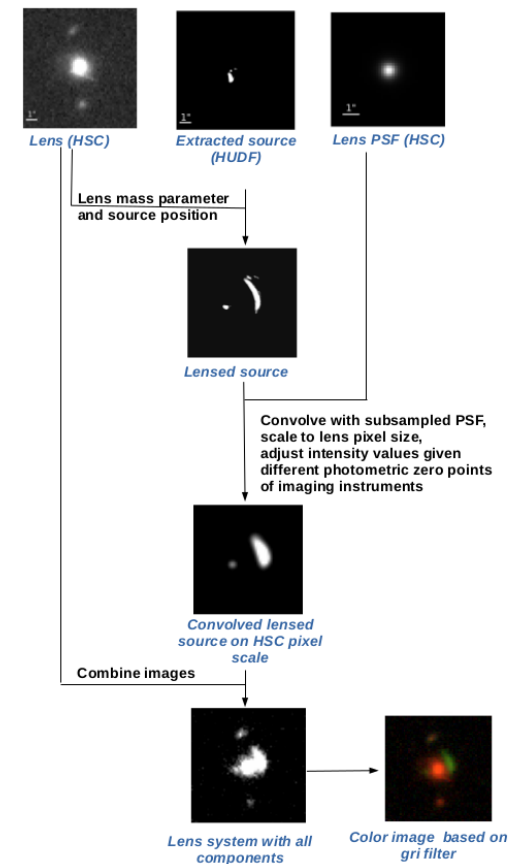 1"
1"
1"
Lens (HSC)
Extracted source
(HUDF)
Lens PSF (HSC)
Lens mass parameter
and source position
Lensed source
Convolve with subsampled PSF,
scale to lens pixel size,
adjust intensity values given
different photometric zero points
of imaging instruments
Convolved lensed
source on HSC pixel
scale
Combine images
Lens system with all
components
Color image based on
gri filter